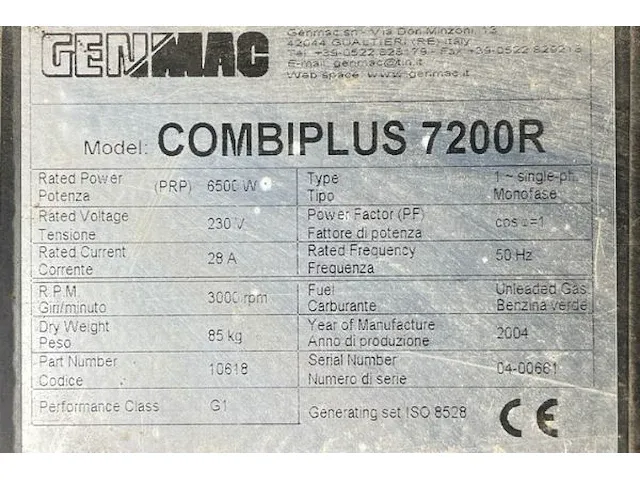 GENMAC
Genmac srl - Via Don Minzoni, 13
42044 GUALTIERI (RE) Italy
E-mail: genmac@tin.it
Web space: www.genmac.it
Model: COMBIPLUS 7200R
Rated Power
Potenza
(PRP) 6500 W
Type
Tipo
1 ~ single-ph.
Monofase
Rated Voltage
Tensione
230 V
Power Factor (PF)
Fattore di potenza
cos =1
Rated Current
Corrente
28 A
Rated Frequency
Frequenza
50 Hz
R.P.M.
Giri/minuto
3000 rpm
Fuel
Carburante
Unleaded Gas
Benzina verde
Dry Weight
Peso
85 kg
Year of Manufacture
Anno di produzione
2004
Part Number
Codice
10618
Serial Number
Numero di serie
04-00661
Performance Class
G1
Generating set ISO 8528
CE